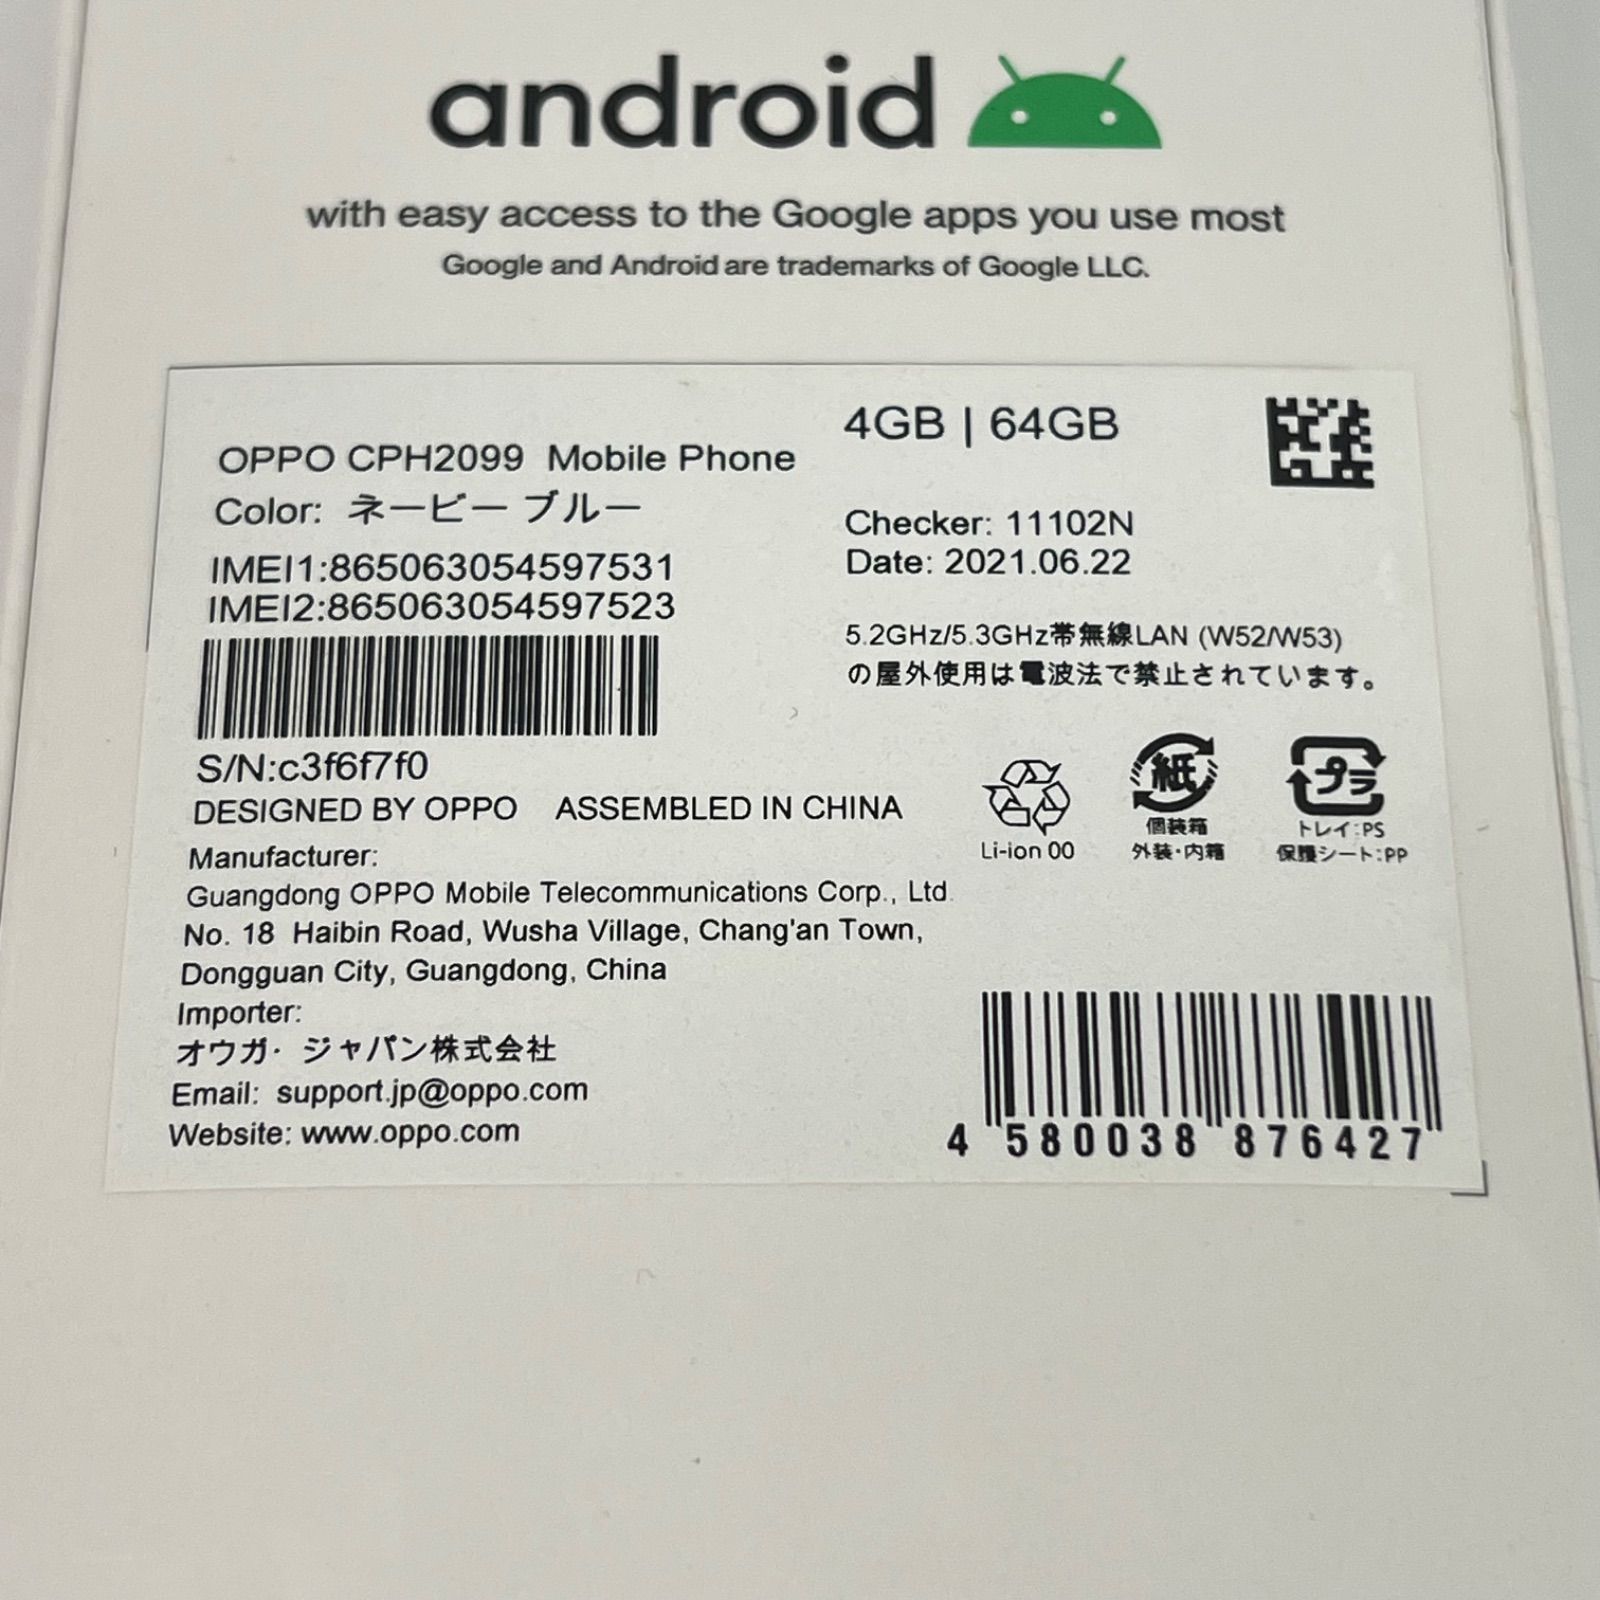 android
with easy access to the Google apps you use most
Google and Android are trademarks of Google LLC.
OPPO CPH2099 Mobile Phone
Color: ネービー ブルー
IMEI1:865063054597531
IMEI2:865063054597523
S/N:c3f6f7f0
DESIGNED BY OPPO ASSEMBLED IN CHINA
Manufacturer:
Guangdong OPPO Mobile Telecommunications Corp., Ltd.
No. 18 Haibin Road, Wusha Village, Chang'an Town,
Dongguan City, Guangdong, China
Importer:
オウガ・ジャパン株式会社
Email: support.jp@oppo.com
Website: www.oppo.com
4GB | 64GB
Checker: 11102N
Date: 2021.06.22
5.2GHz/5.3GHz帯無線LAN (W52/W53)
の屋外使用は電波法で禁止されています。
Li-ion 00
紙
個装箱
外装・内箱
プラ
トレイ:PS
保護シート:PP
4 580038 876427